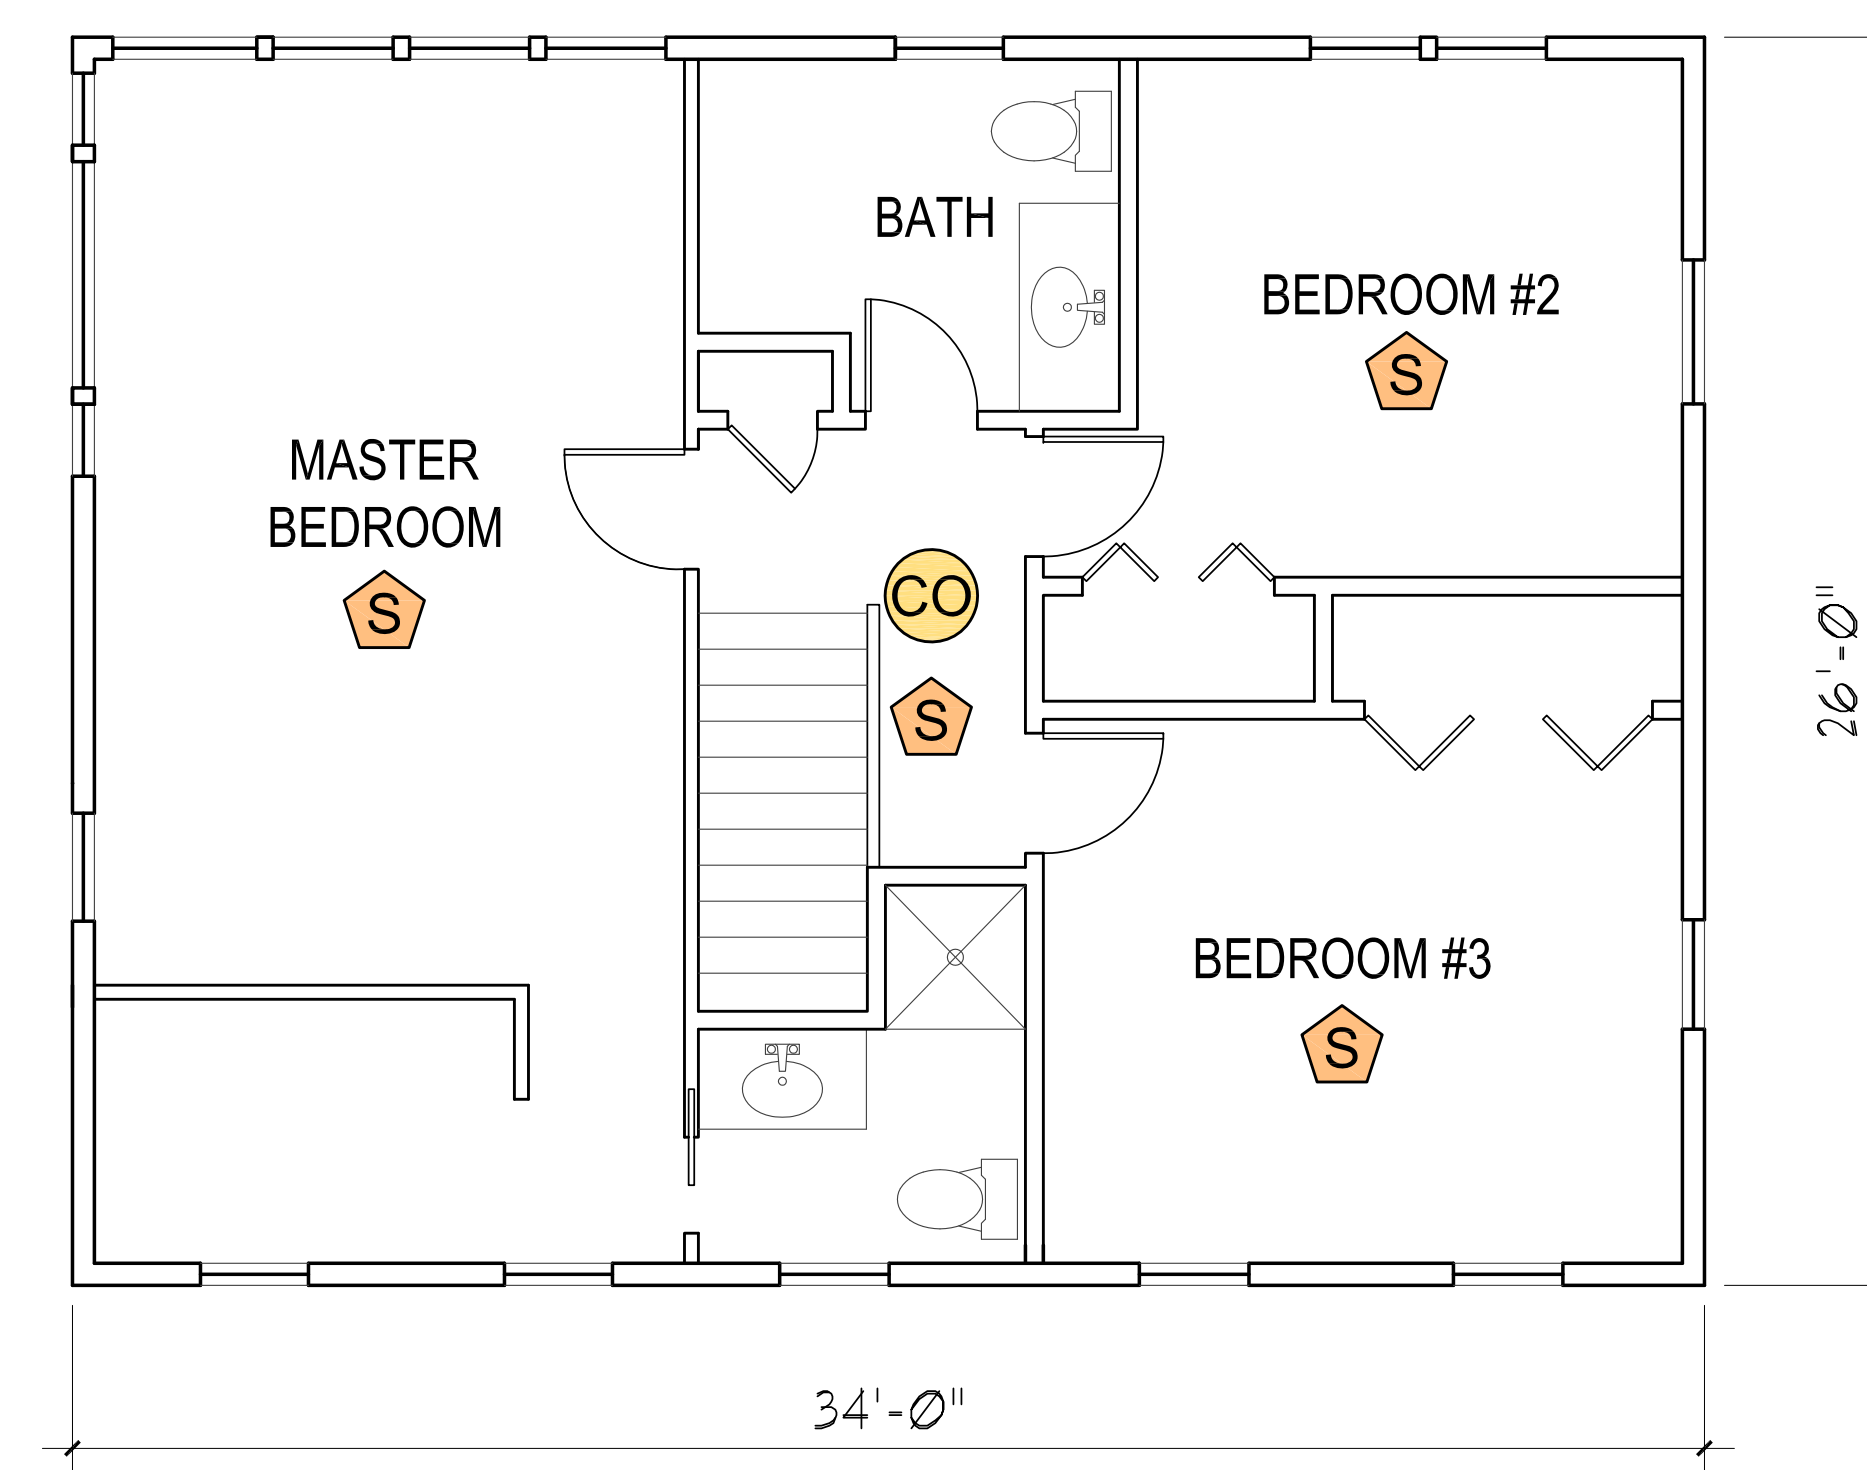 BATH
BEDROOM #2
S
MASTER
BEDROOM
S
CO
S
26'-0"
BEDROOM #3
S
34'-0"